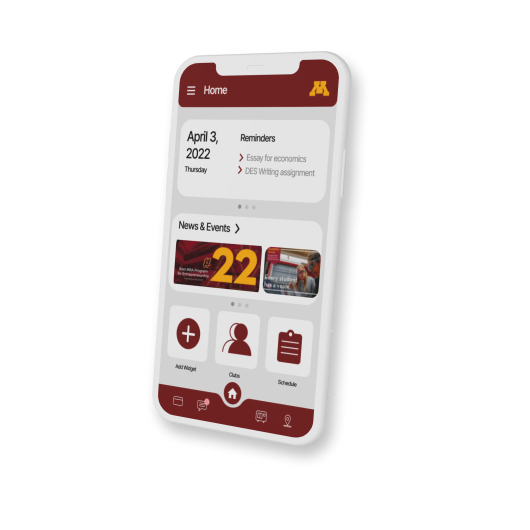 Home
M
April 3,
2022
Thursday
Reminders
Essay for economics
DES Writing assignment
News & Events
22
Add Widget
Clubs
Schedule